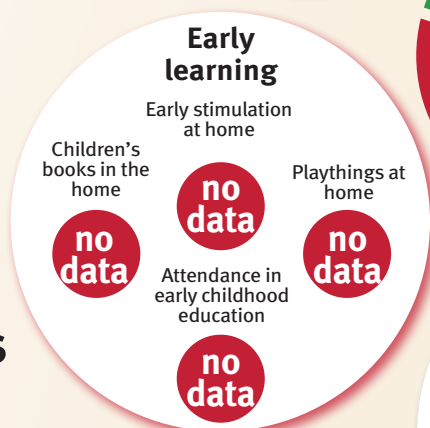 Early
learning
Early stimulation
at home
no
data
Children's
books in the
home
no
data
Playthings at
home
no
data
Attendance in
early childhood
education
no
data
s